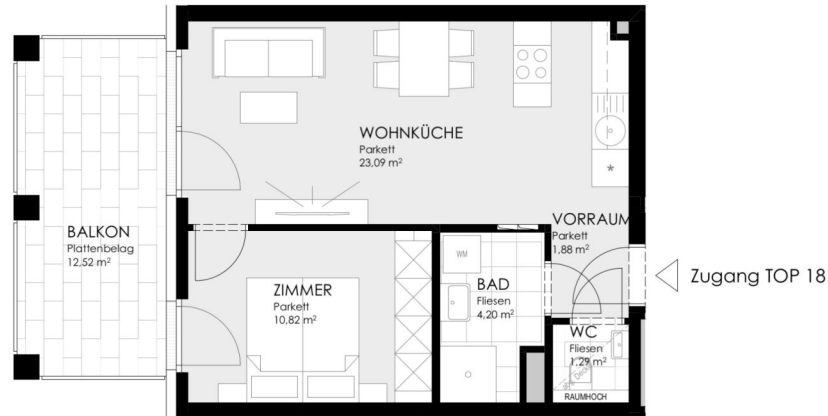 WOHNKÜCHE
Parkett
23,09 m²
BALKON
Plattenbelag
12,52 m²
VORRAUM
Parkett
1,88 m²
Zugang TOP 18
ZIMMER
Parkett
10,82 m²
WM
BAD
Fliesen
4,20 m²
WC
Fliesen
1,29 m²
RAUMHOCH